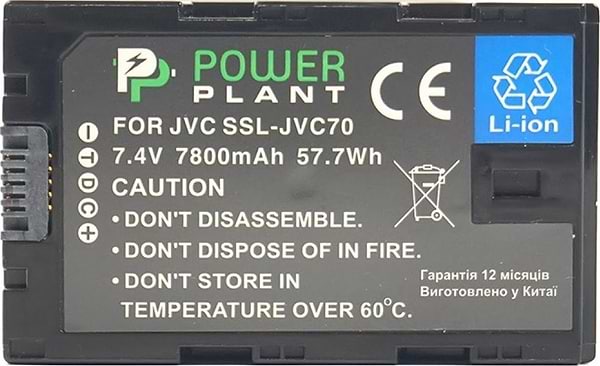 POWER
PLANT
CE
Li-ion
FOR JVC SSL-JVC70
7.4V 7800mAh 57.7Wh
⊖ T D C ⊕
CAUTION
• DON'T DISASSEMBLE.
• DON'T DISPOSE OF IN FIRE.
• DON'T STORE IN
TEMPERATURE OVER 60°C.
Гарантія 12 місяців
Виготовлено у Китаї